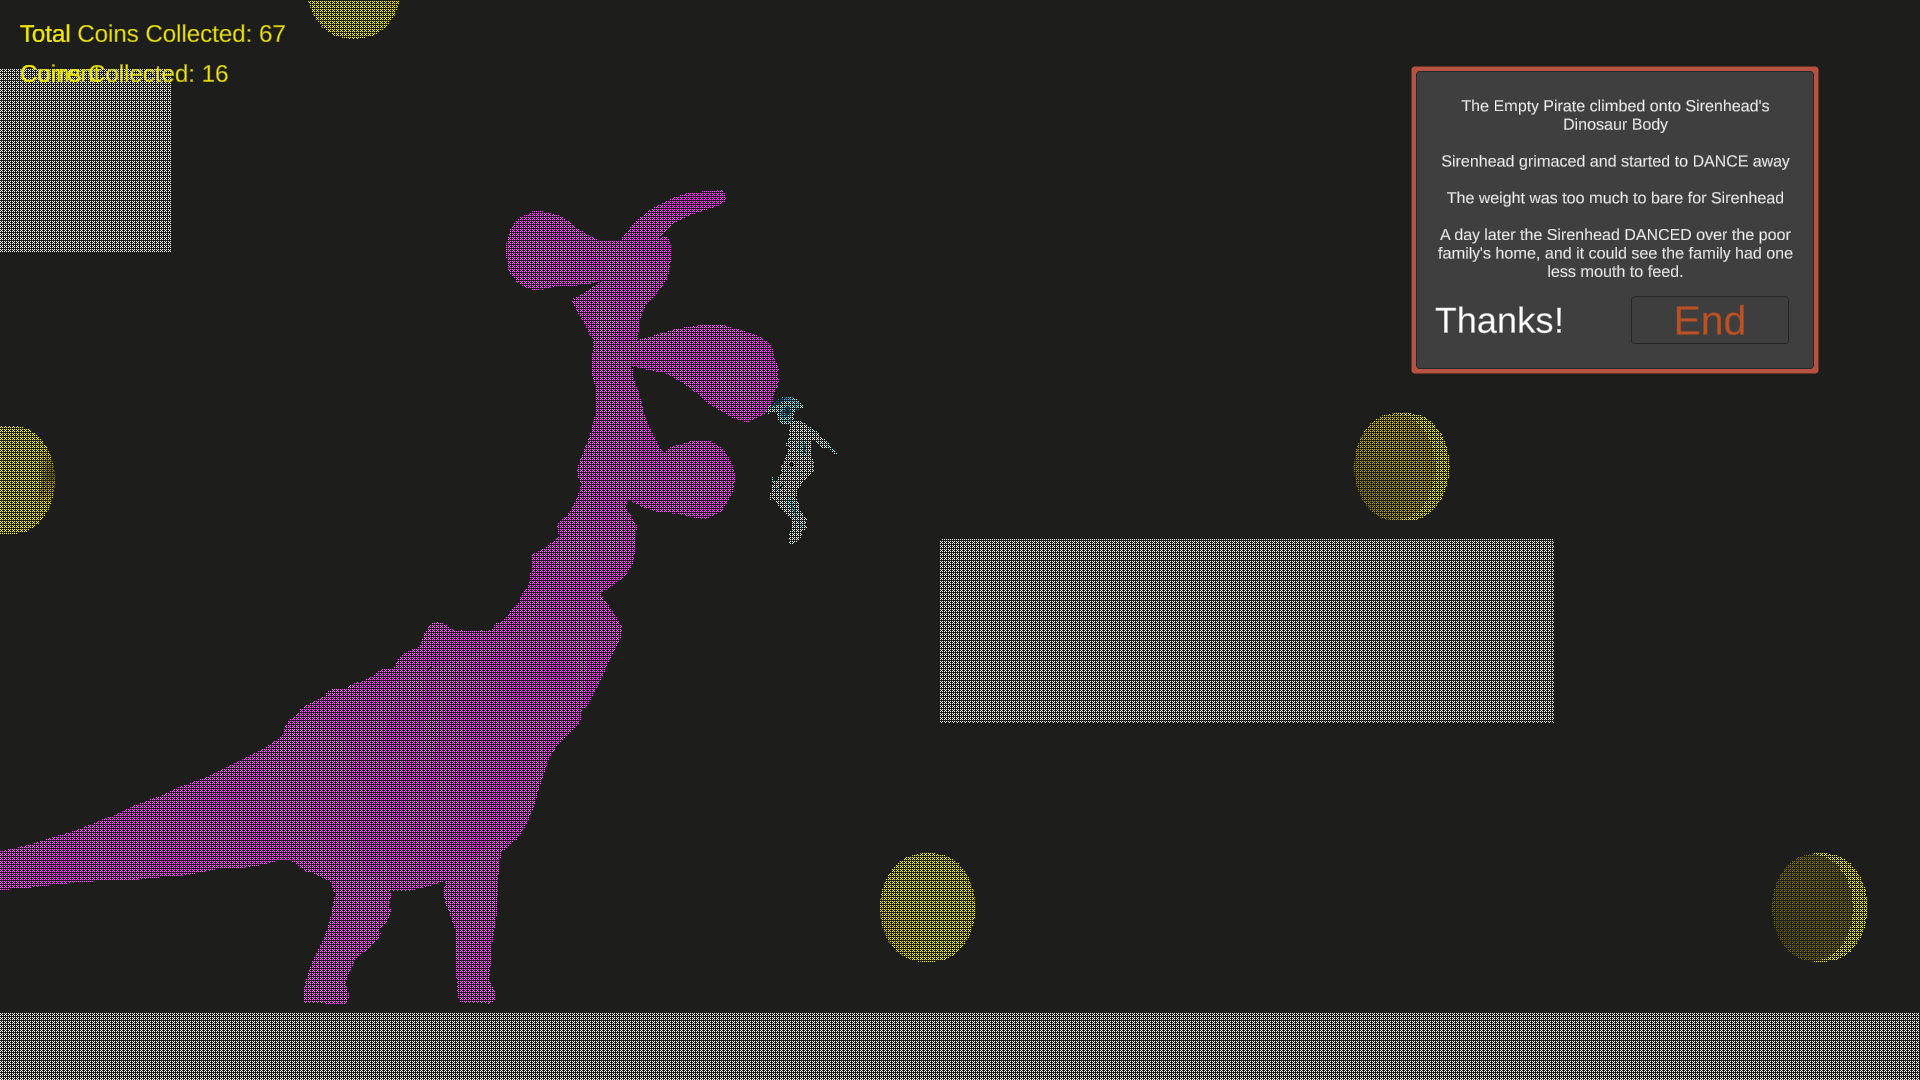 Total Coins Collected: 67
Collected: 16
The Empty Pirate climbed onto Sirenhead's
Dinosaur Body
Sirenhead grimaced and started to DANCE away
The weight was too much to bare for Sirenhead
A day later the Sirenhead DANCED over the poor
family's home, and it could see the family had one
less mouth to feed.
Thanks!
End